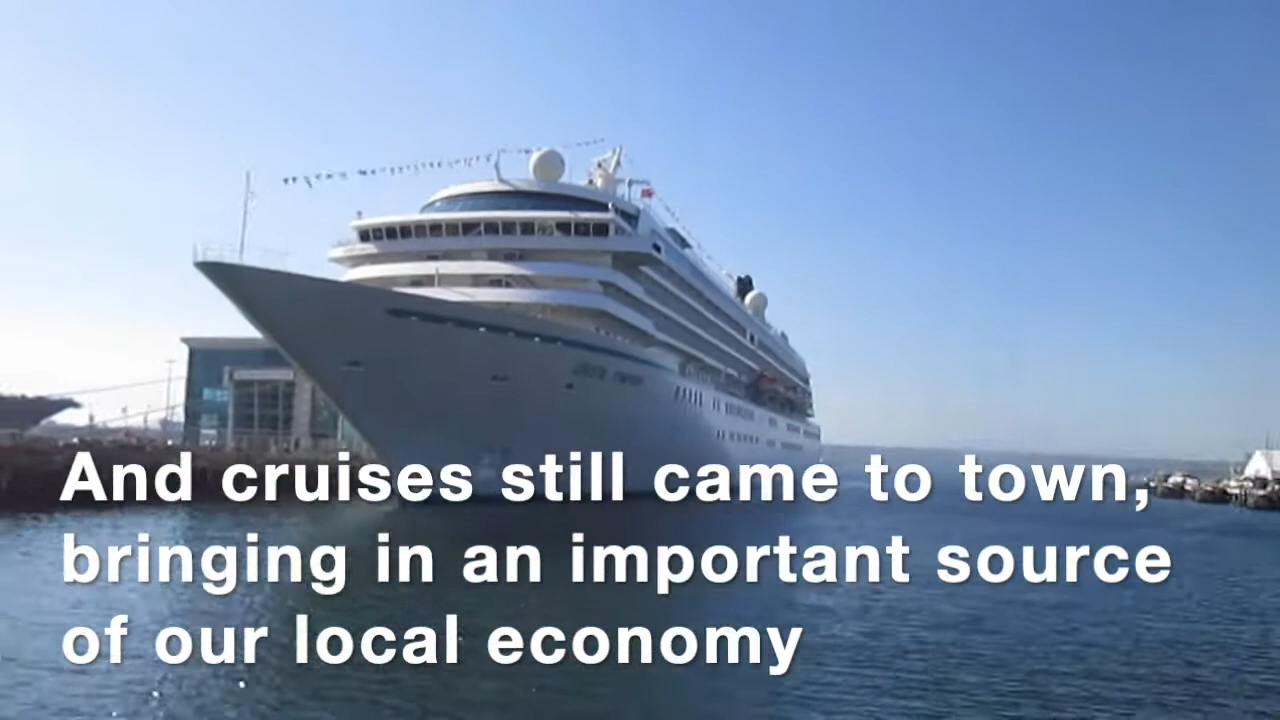 And cruises still came to town,
bringing in an important source
of our local economy